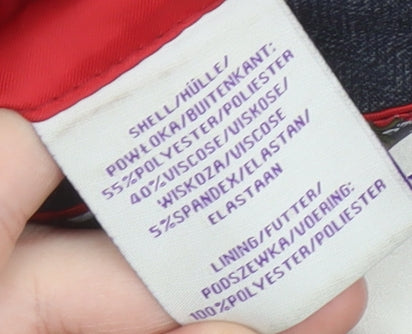 SHELL/HÜLLE/
POWŁOKA/BUITENKANT:
55%POLYESTER/POLIESTER
40%VISCOSE/VISKOSE/
WISKOZA/VISCOSE
5%SPANDEX/ELASTAN/
ELASTAAN
LINING/FUTTER/
PODSZEWKA/VOERING:
100%POLYESTER/POLIESTER